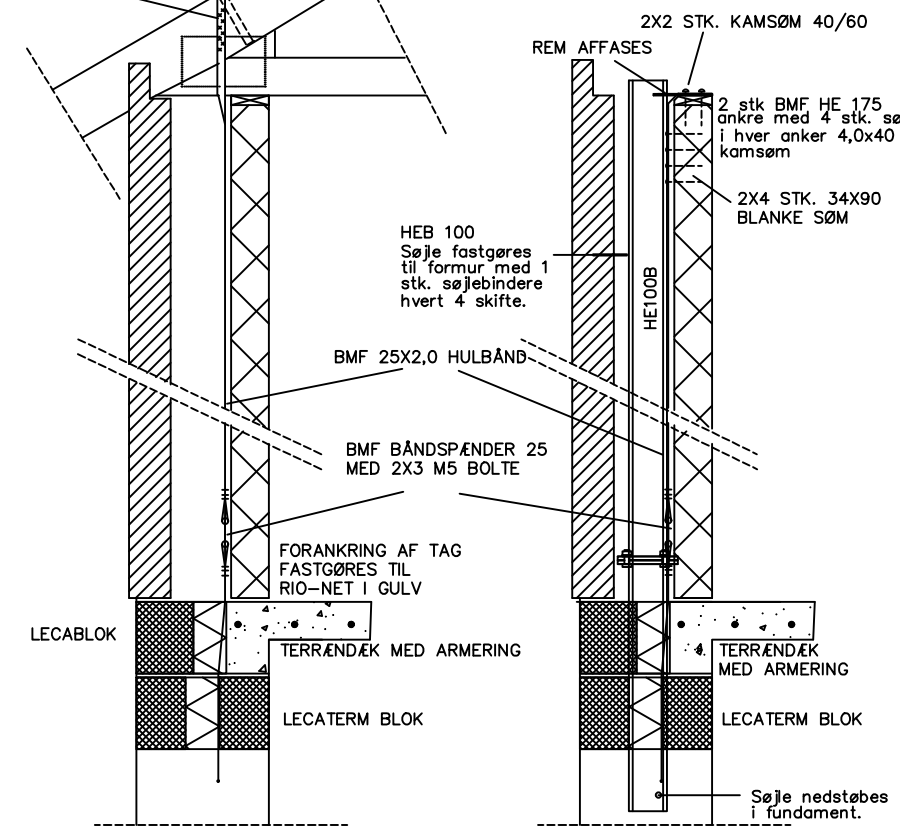 2X2 STK. KAMSØM 40/60
REM AFFASES
2 stk BMF HE 175
ankre med 4 stk. sø
i hver anker 4,0x40
kamsøm
2X4 STK. 34X90
BLANKE SØM
HEB 100
Søjle fastgøres
til formur med 1
stk. søjlebindere
hvert 4 skifte.
HE100B
BMF 25X2,0 HULBÅND
BMF BÅNDSPÆNDER 25
MED 2X3 M5 BOLTE
FORANKRING AF TAG
FASTGØRES TIL
RIO-NET I GULV
LECABLOK
TERRÆNDÆK MED ARMERING
TERRÆNDÆK
MED ARMERING
LECATERM BLOK
LECATERM BLOK
Søjle nedstøbes
i fundament.